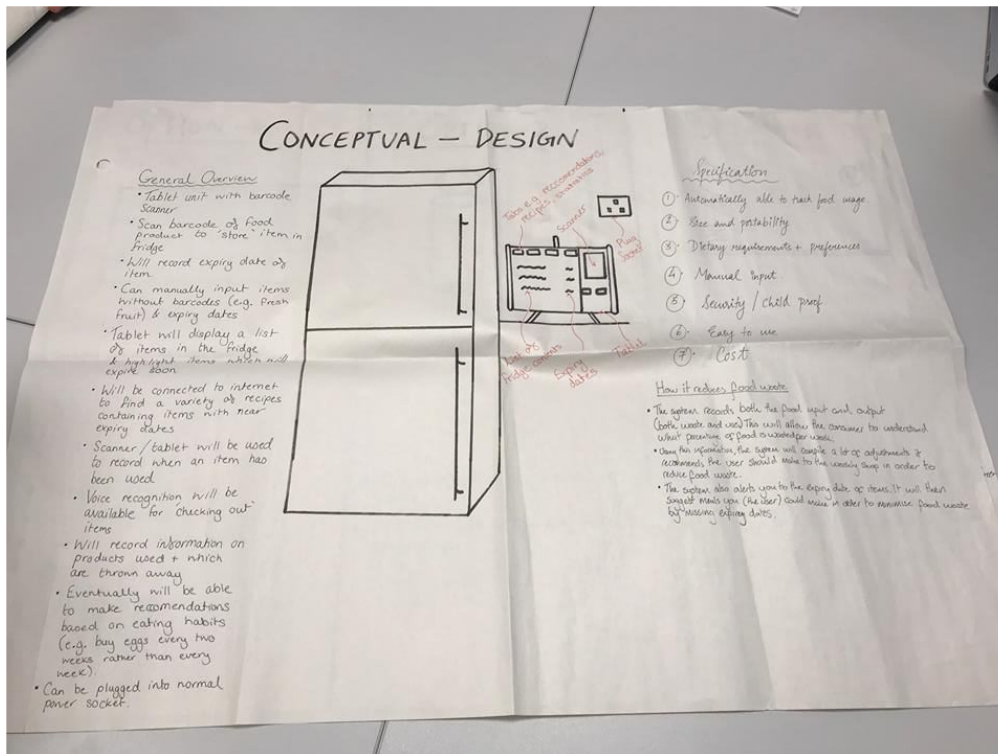 CONCEPTUAL - DESIGN
General Overview
• Tablet unit with barcode
scanner
• Scan barcode of food
product to "store" item in
fridge
• Will record expiry date of
item
• Can manually input items
without barcodes (e.g. fresh
fruit) & expiry dates
• Tablet will display a list
of items in the fridge
& highlight items which will
expire soon
• Will be connected to internet
to find a variety of recipes
containing items with near
expiry dates
• Scanner/tablet will be used
to record when an item has
been used
• Voice recognition will be
available for checking out
items
• Will record information on
products used + which
are thrown away
• Eventually will be able
to make recomendations
based on eating habits
(e.g. buy eggs every two
weeks rather than every
week).
• Can be plugged into normal
power socket.
Tabs e.g. reccomendations,
recipes, statistics
Scanner
Plug
Socket
List of
fridge contents
Expiry
dates
Tablet
Specification
① Automatically able to track food usage.
② Size and portability
③ Dietary requirements + preferences
④ Manual input
⑤ Security / Child proof
⑥ Easy to use
⑦ Cost
How it reduces food waste
• The system records both the food input and output
(both waste and use) This will allow the consumer to understand
what of food is wasted per week.
• Using this information, the system will compile a list of adjustments it
recommends the user should make to the weekly shop in order to
reduce food waste.
• The system also alerts you to the expiry date of items. It will then
suggest meals you (the user) could make in order to minimise food waste
by missing expiry dates.